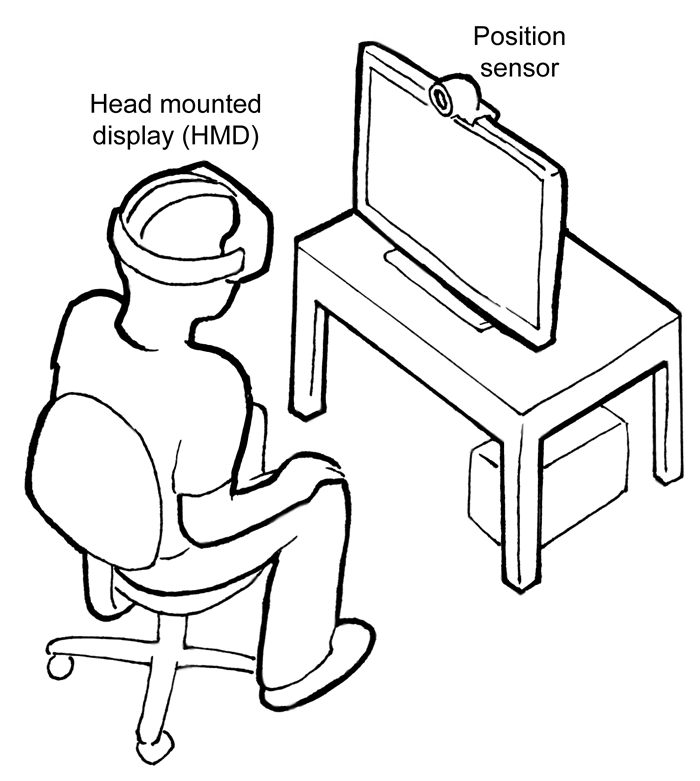 Position
sensor
Head mounted
display (HMD)